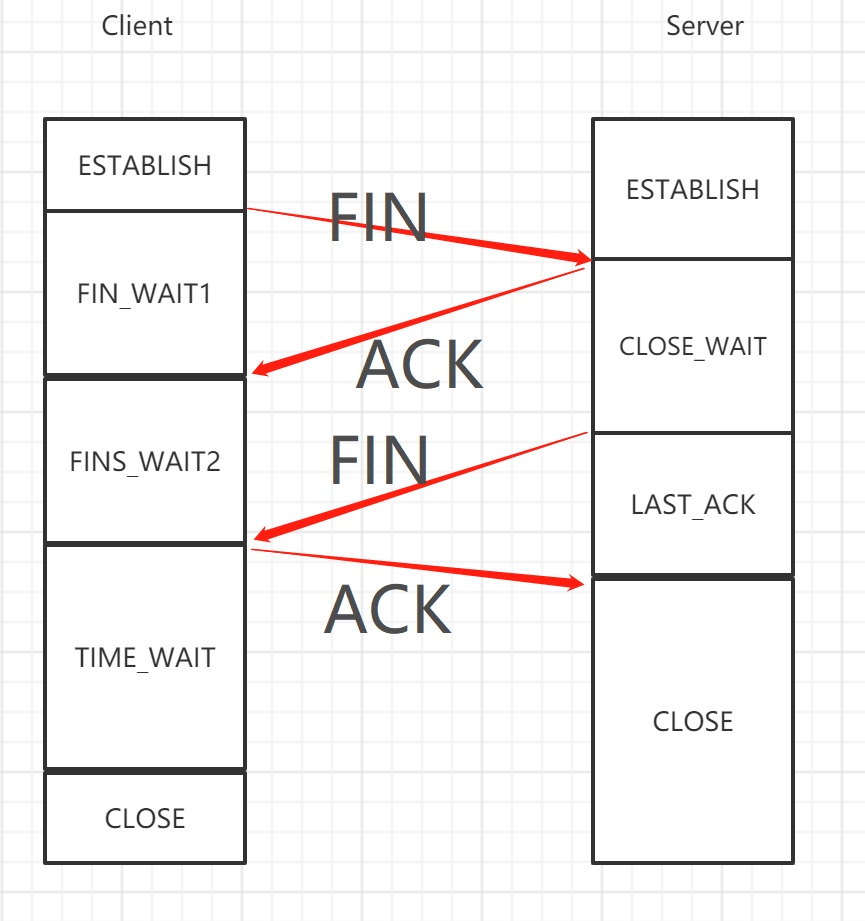 Client
Server
ESTABLISH
ESTABLISH
FIN
FIN_WAIT1
CLOSE_WAIT
ACK
FIN
FINS_WAIT2
LAST_ACK
ACK
TIME_WAIT
CLOSE
CLOSE